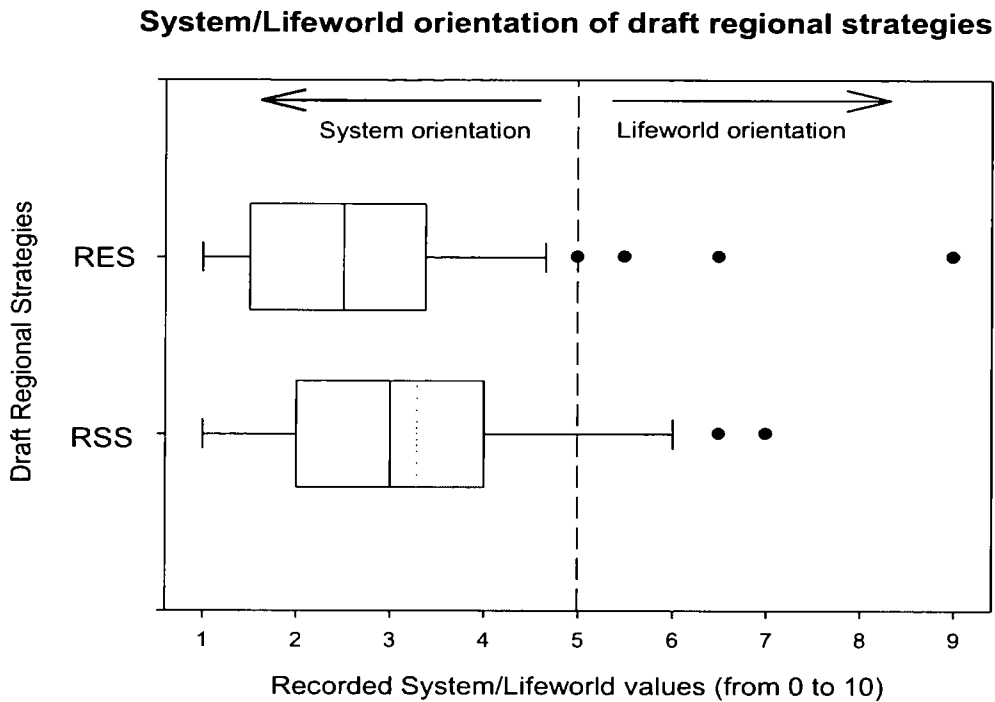 System/Lifeworld orientation of draft regional strategies
System orientation
Lifeworld orientation
Draft Regional Strategies
RES
RSS
1 2 3 4 5 6 7 8 9
Recorded System/Lifeworld values (from 0 to 10)